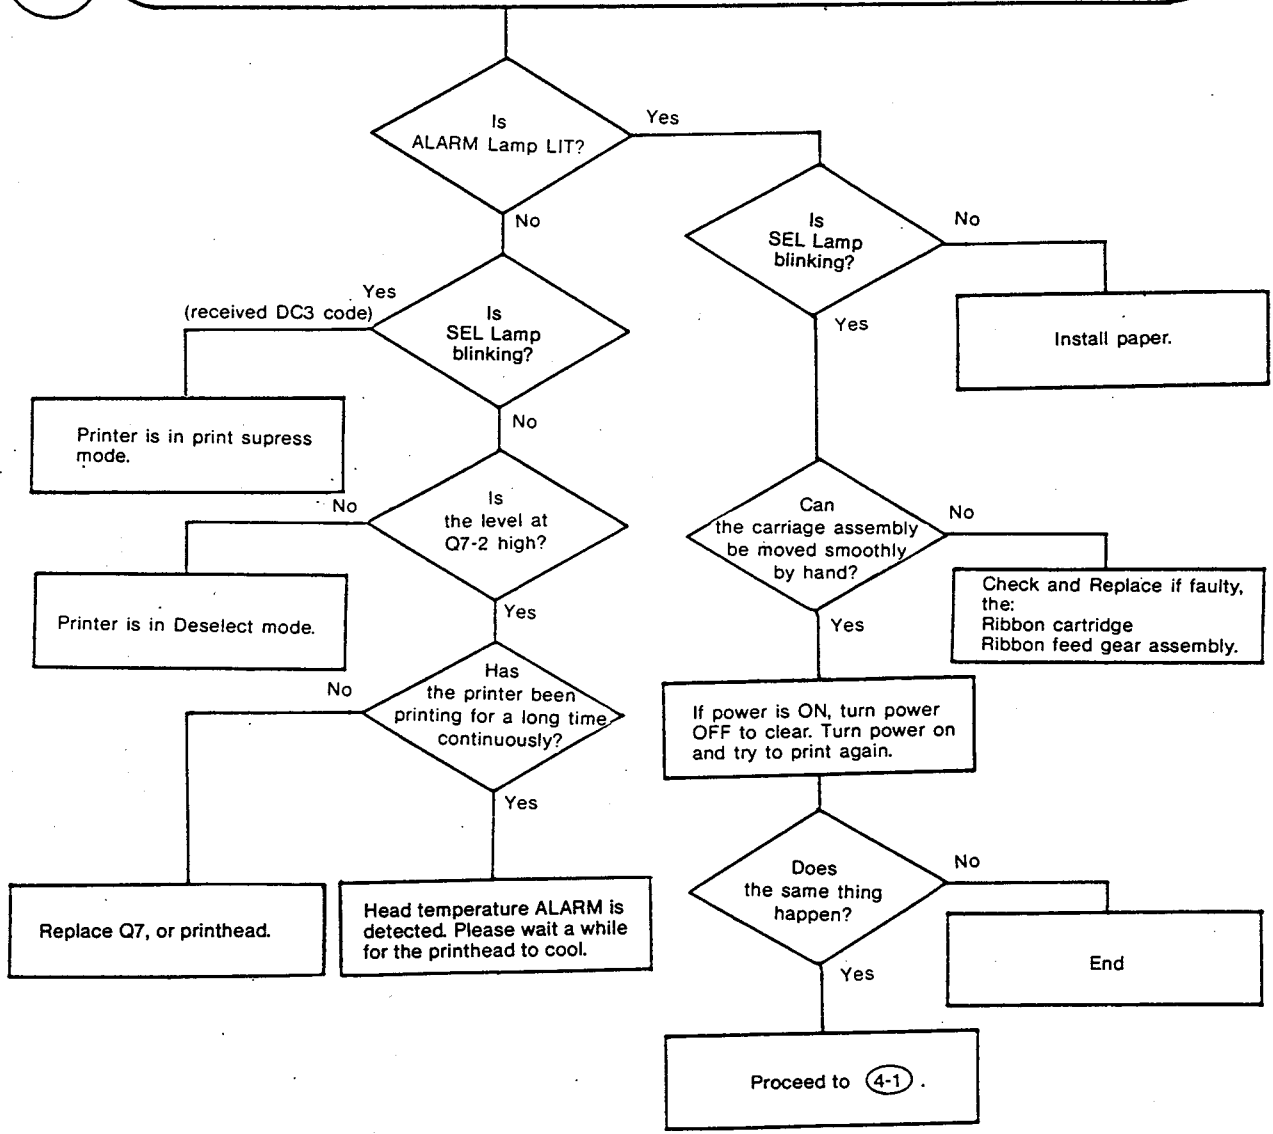 Is
ALARM Lamp LIT?
Yes
No
Is
SEL Lamp
blinking?
No
Yes
Install paper.
Yes
(received DC3 code)
Is
SEL Lamp
blinking?
No
Printer is in print supress
mode.
Is
the level at
Q7-2 high?
No
Yes
Printer is in Deselect mode.
Can
the carriage assembly
be moved smoothly
by hand?
No
Yes
Check and Replace if faulty,
the:
Ribbon cartridge
Ribbon feed gear assembly.
Has
the printer been
printing for a long time
continuously?
No
Yes
If power is ON, turn power
OFF to clear. Turn power on
and try to print again.
Replace Q7, or printhead.
Head temperature ALARM is
detected. Please wait a while
for the printhead to cool.
Does
the same thing
happen?
No
Yes
End
Proceed to 4-1 .